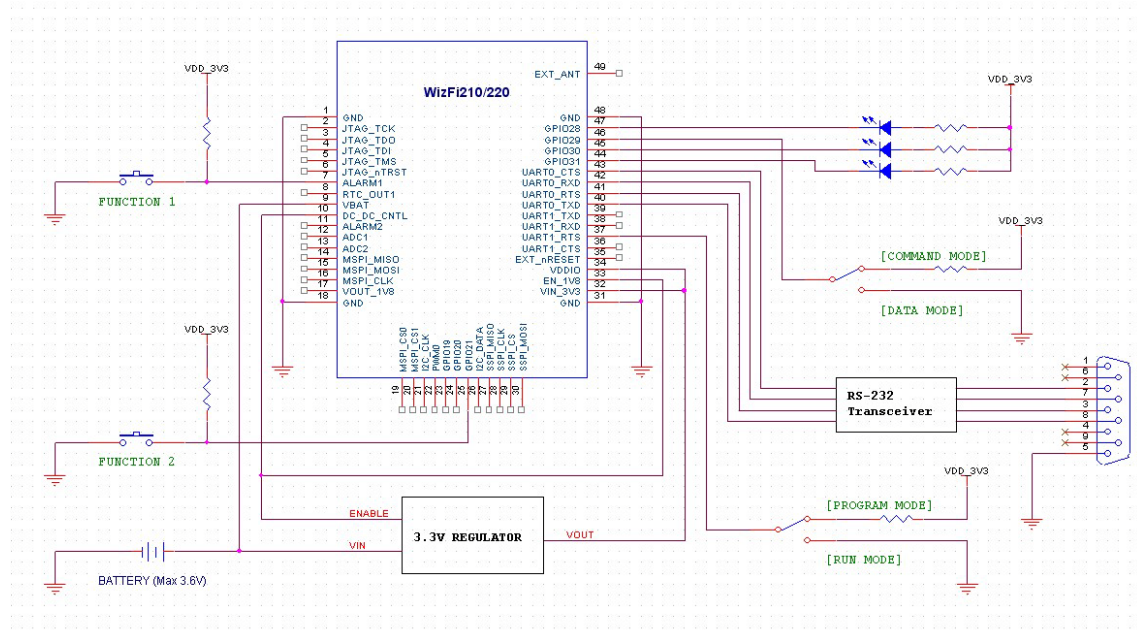 VDD_3V3
FUNCTION 1
VDD_3V3
FUNCTION 2
BATTERY (Max 3.6V)
ENABLE
VIN
3.3V REGULATOR
VOUT
WizFi210/220
1 GND
2 JTAG_TCK
3 JTAG_TDO
4 JTAG_TDI
5 JTAG_TMS
6 JTAG_nTRST
7 ALARM1
8 RTC_OUT1
9 VBAT
10 DC_DC_CNTL
11 ALARM2
12 ADC1
13 ADC2
14 MSPI_MISO
15 MSPI_MOSI
16 MSPI_CLK
17 VOUT_1V8
18 GND
19 MSPI_CS0
20 MSPI_CS1
21 I2C_CLK
22 PWM0
23 GPIO19
24 GPIO20
25 GPIO21
26 I2C_DATA
27 SSPI_MISO
28 SSPI_CLK
29 SSPI_CS
30 SSPI_MOSI
EXT_ANT 49
GND 48
GPIO28 47
GPIO29 46
GPIO30 45
GPIO31 44
UART0_CTS 43
UART0_RXD 42
UART0_RTS 41
UART0_TXD 40
UART1_TXD 39
UART1_RXD 38
UART1_RTS 37
UART1_CTS 36
EXT_nRESET 35
VDDIO 34
EN_1V8 33
VIN_3V3 32
GND 31
VDD_3V3
VDD_3V3
[COMMAND MODE]
[DATA MODE]
RS-232
Transceiver
1
6
2
7
3
8
4
9
5
VDD_3V3
[PROGRAM MODE]
[RUN MODE]